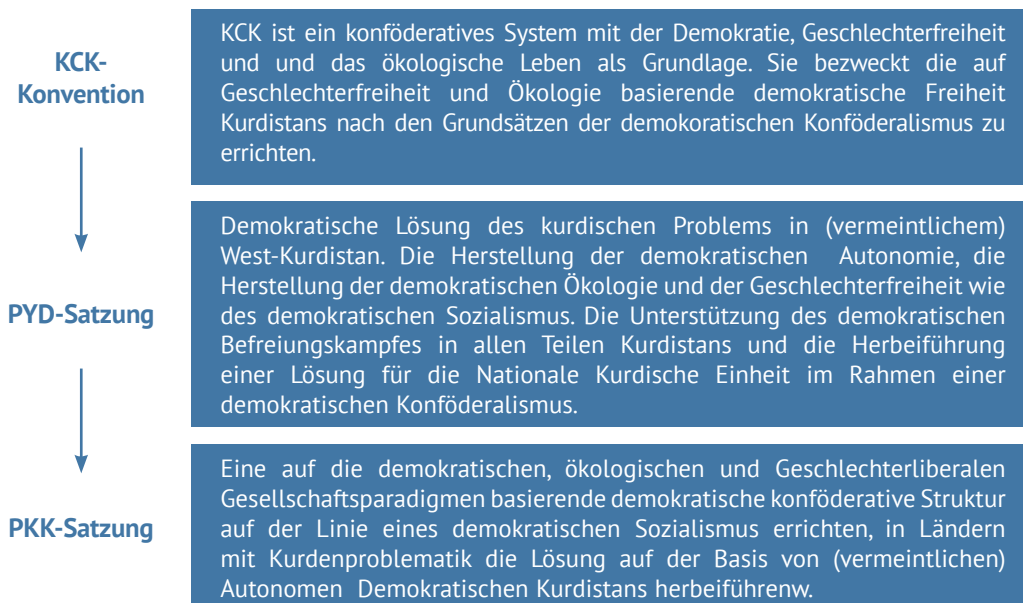 KCK-
Konvention
KCK ist ein konföderatives System mit der Demokratie, Geschlechterfreiheit
und und das ökologische Leben als Grundlage. Sie bezweckt die auf
Geschlechterfreiheit und Ökologie basierende demokratische Freiheit
Kurdistans nach den Grundsätzen der demokoratischen Konföderalismus zu
errichten.
PYD-Satzung
Demokratische Lösung des kurdischen Problems in (vermeintlichem)
West-Kurdistan. Die Herstellung der demokratischen Autonomie, die
Herstellung der demokratischen Ökologie und der Geschlechterfreiheit wie
des demokratischen Sozialismus. Die Unterstützung des demokratischen
Befreiungskampfes in allen Teilen Kurdistans und die Herbeiführung
einer Lösung für die Nationale Kurdische Einheit im Rahmen einer
demokratischen Konföderalismus.
PKK-Satzung
Eine auf die demokratischen, ökologischen und Geschlechterliberalen
Gesellschaftsparadigmen basierende demokratische konföderative Struktur
auf der Linie eines demokratischen Sozialismus errichten, in Ländern
mit Kurdenproblematik die Lösung auf der Basis von (vermeintlichen)
Autonomen Demokratischen Kurdistans herbeiführenw.